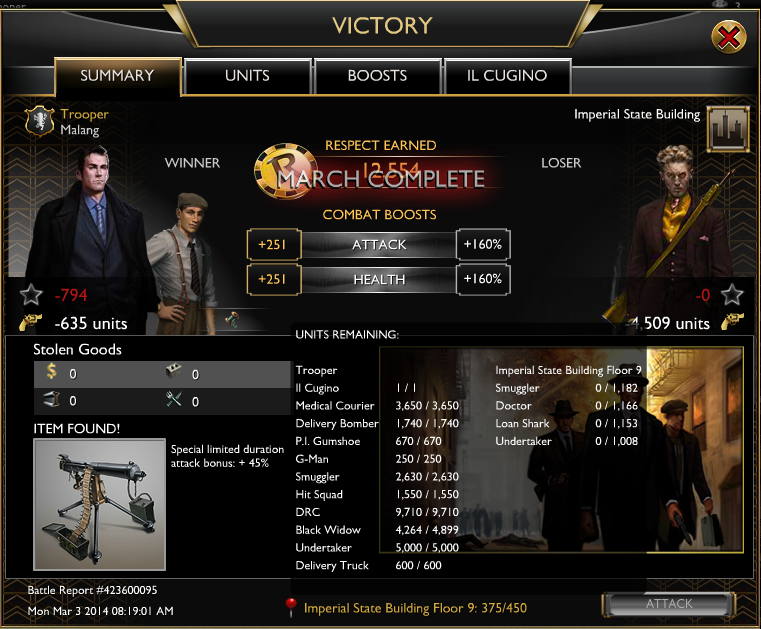 VICTORY
SUMMARY
UNITS
BOOSTS
IL CUGINO
Trooper
Malang
Imperial State Building
WINNER
RESPECT EARNED
LOSER
12,554
MARCH COMPLETE
COMBAT BOOSTS
+251 ATTACK +160%
+251 HEALTH +160%
-794
-0
-635 units
-4,509 units
Stolen Goods
0 0
0 0
ITEM FOUND!
Special limited duration
attack bonus: + 45%
UNITS REMAINING:
Trooper
Il Cugino 1 / 1
Medical Courier 3,650 / 3,650
Delivery Bomber 1,740 / 1,740
P.I. Gumshoe 670 / 670
G-Man 250 / 250
Smuggler 2,630 / 2,630
Hit Squad 1,550 / 1,550
DRC 9,710 / 9,710
Black Widow 4,264 / 4,899
Undertaker 5,000 / 5,000
Delivery Truck 600 / 600
Imperial State Building Floor 9
Smuggler 0 / 1,182
Doctor 0 / 1,166
Loan Shark 0 / 1,153
Undertaker 0 / 1,008
Battle Report #423600095
Mon Mar 3 2014 08:19:01 AM
Imperial State Building Floor 9: 375/450
ATTACK